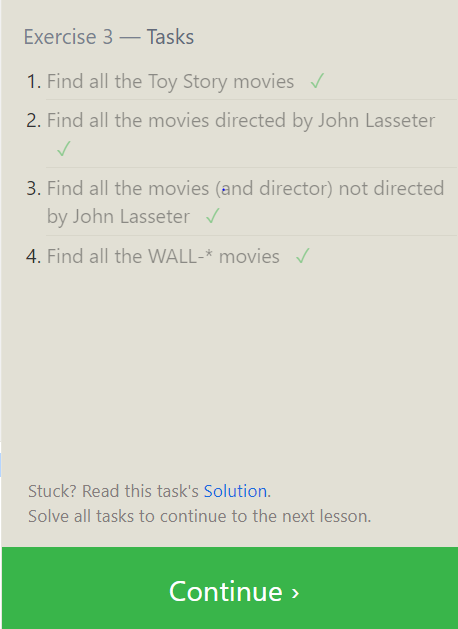 Exercise 3 — Tasks
1. Find all the Toy Story movies ✓
2. Find all the movies directed by John Lasseter
✓
3. Find all the movies (and director) not directed
by John Lasseter ✓
4. Find all the WALL-* movies ✓
Stuck? Read this task's Solution.
Solve all tasks to continue to the next lesson.
Continue ›